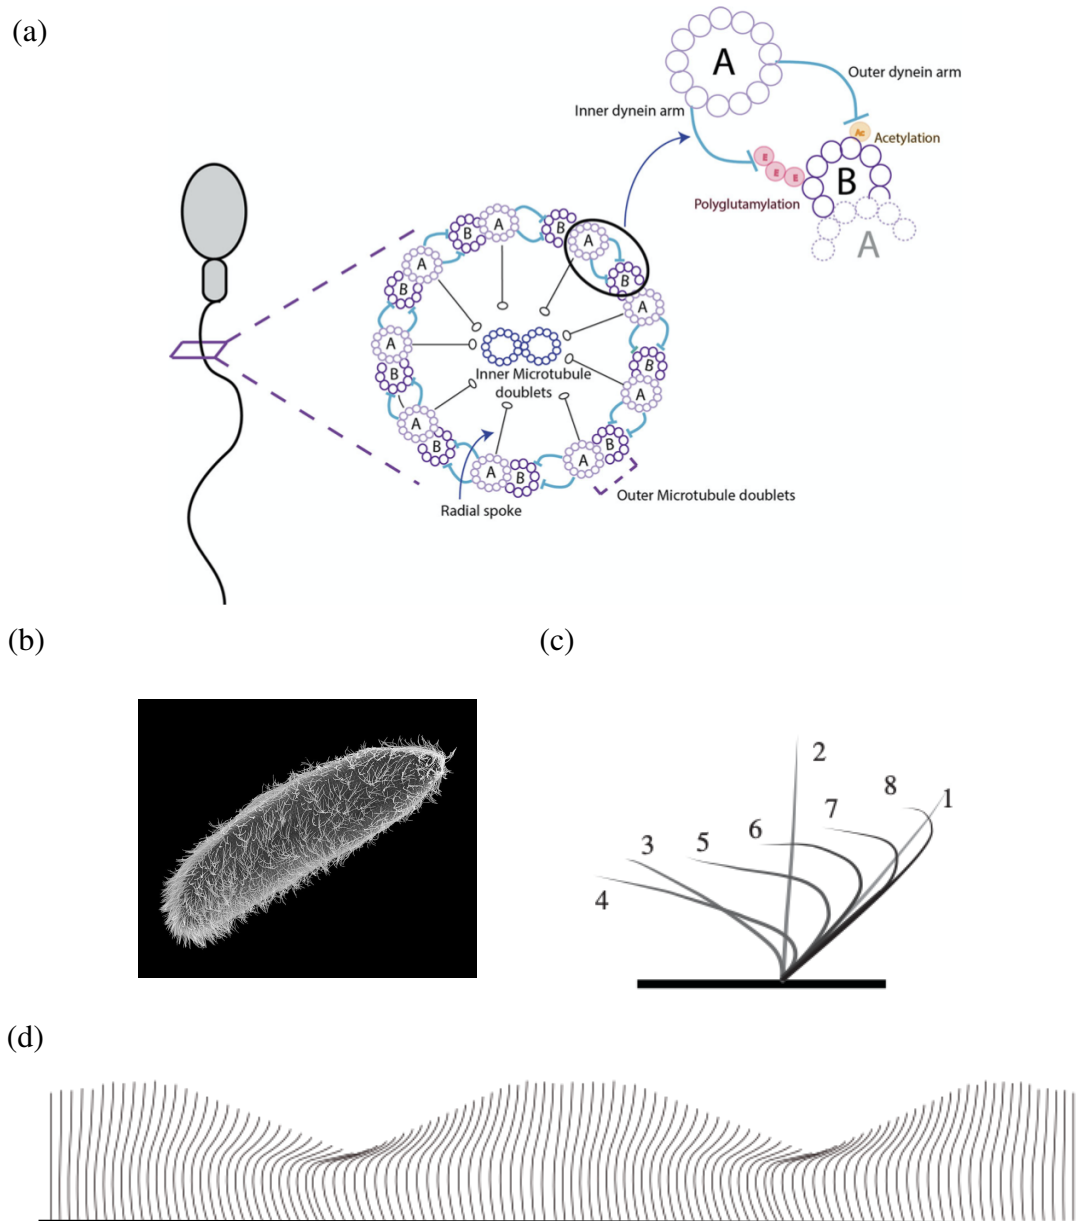 (a)
A
Outer dynein arm
Inner dynein arm
Ac
Acetylation
E
E
E
B
Polyglutamylation
A
B
A
B
A
A
B
B
A
A
B
A
B
A
B
A
B
A
B
A
B
Inner Microtubule
doublets
Outer Microtubule doublets
Radial spoke
(b)
(c)
2
8
1
7
6
5
3
4
(d)